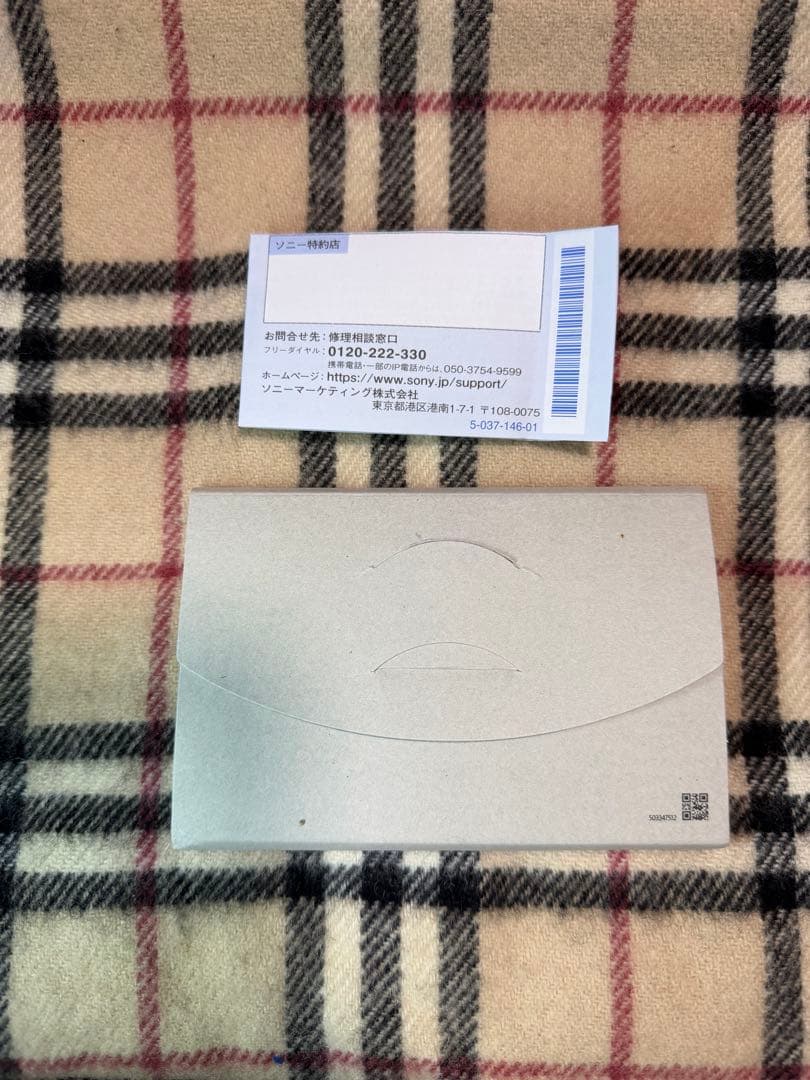 ソニー特約店
お問合せ先：修理相談窓口
フリーダイヤル：0120-222-330
携帯電話・一部のIP電話からは、050-3754-9599
ホームページ：https://www.sony.jp/support/
ソニーマーケティング株式会社
東京都港区港南1-7-1 〒108-0075
5-037-146-01
503347512